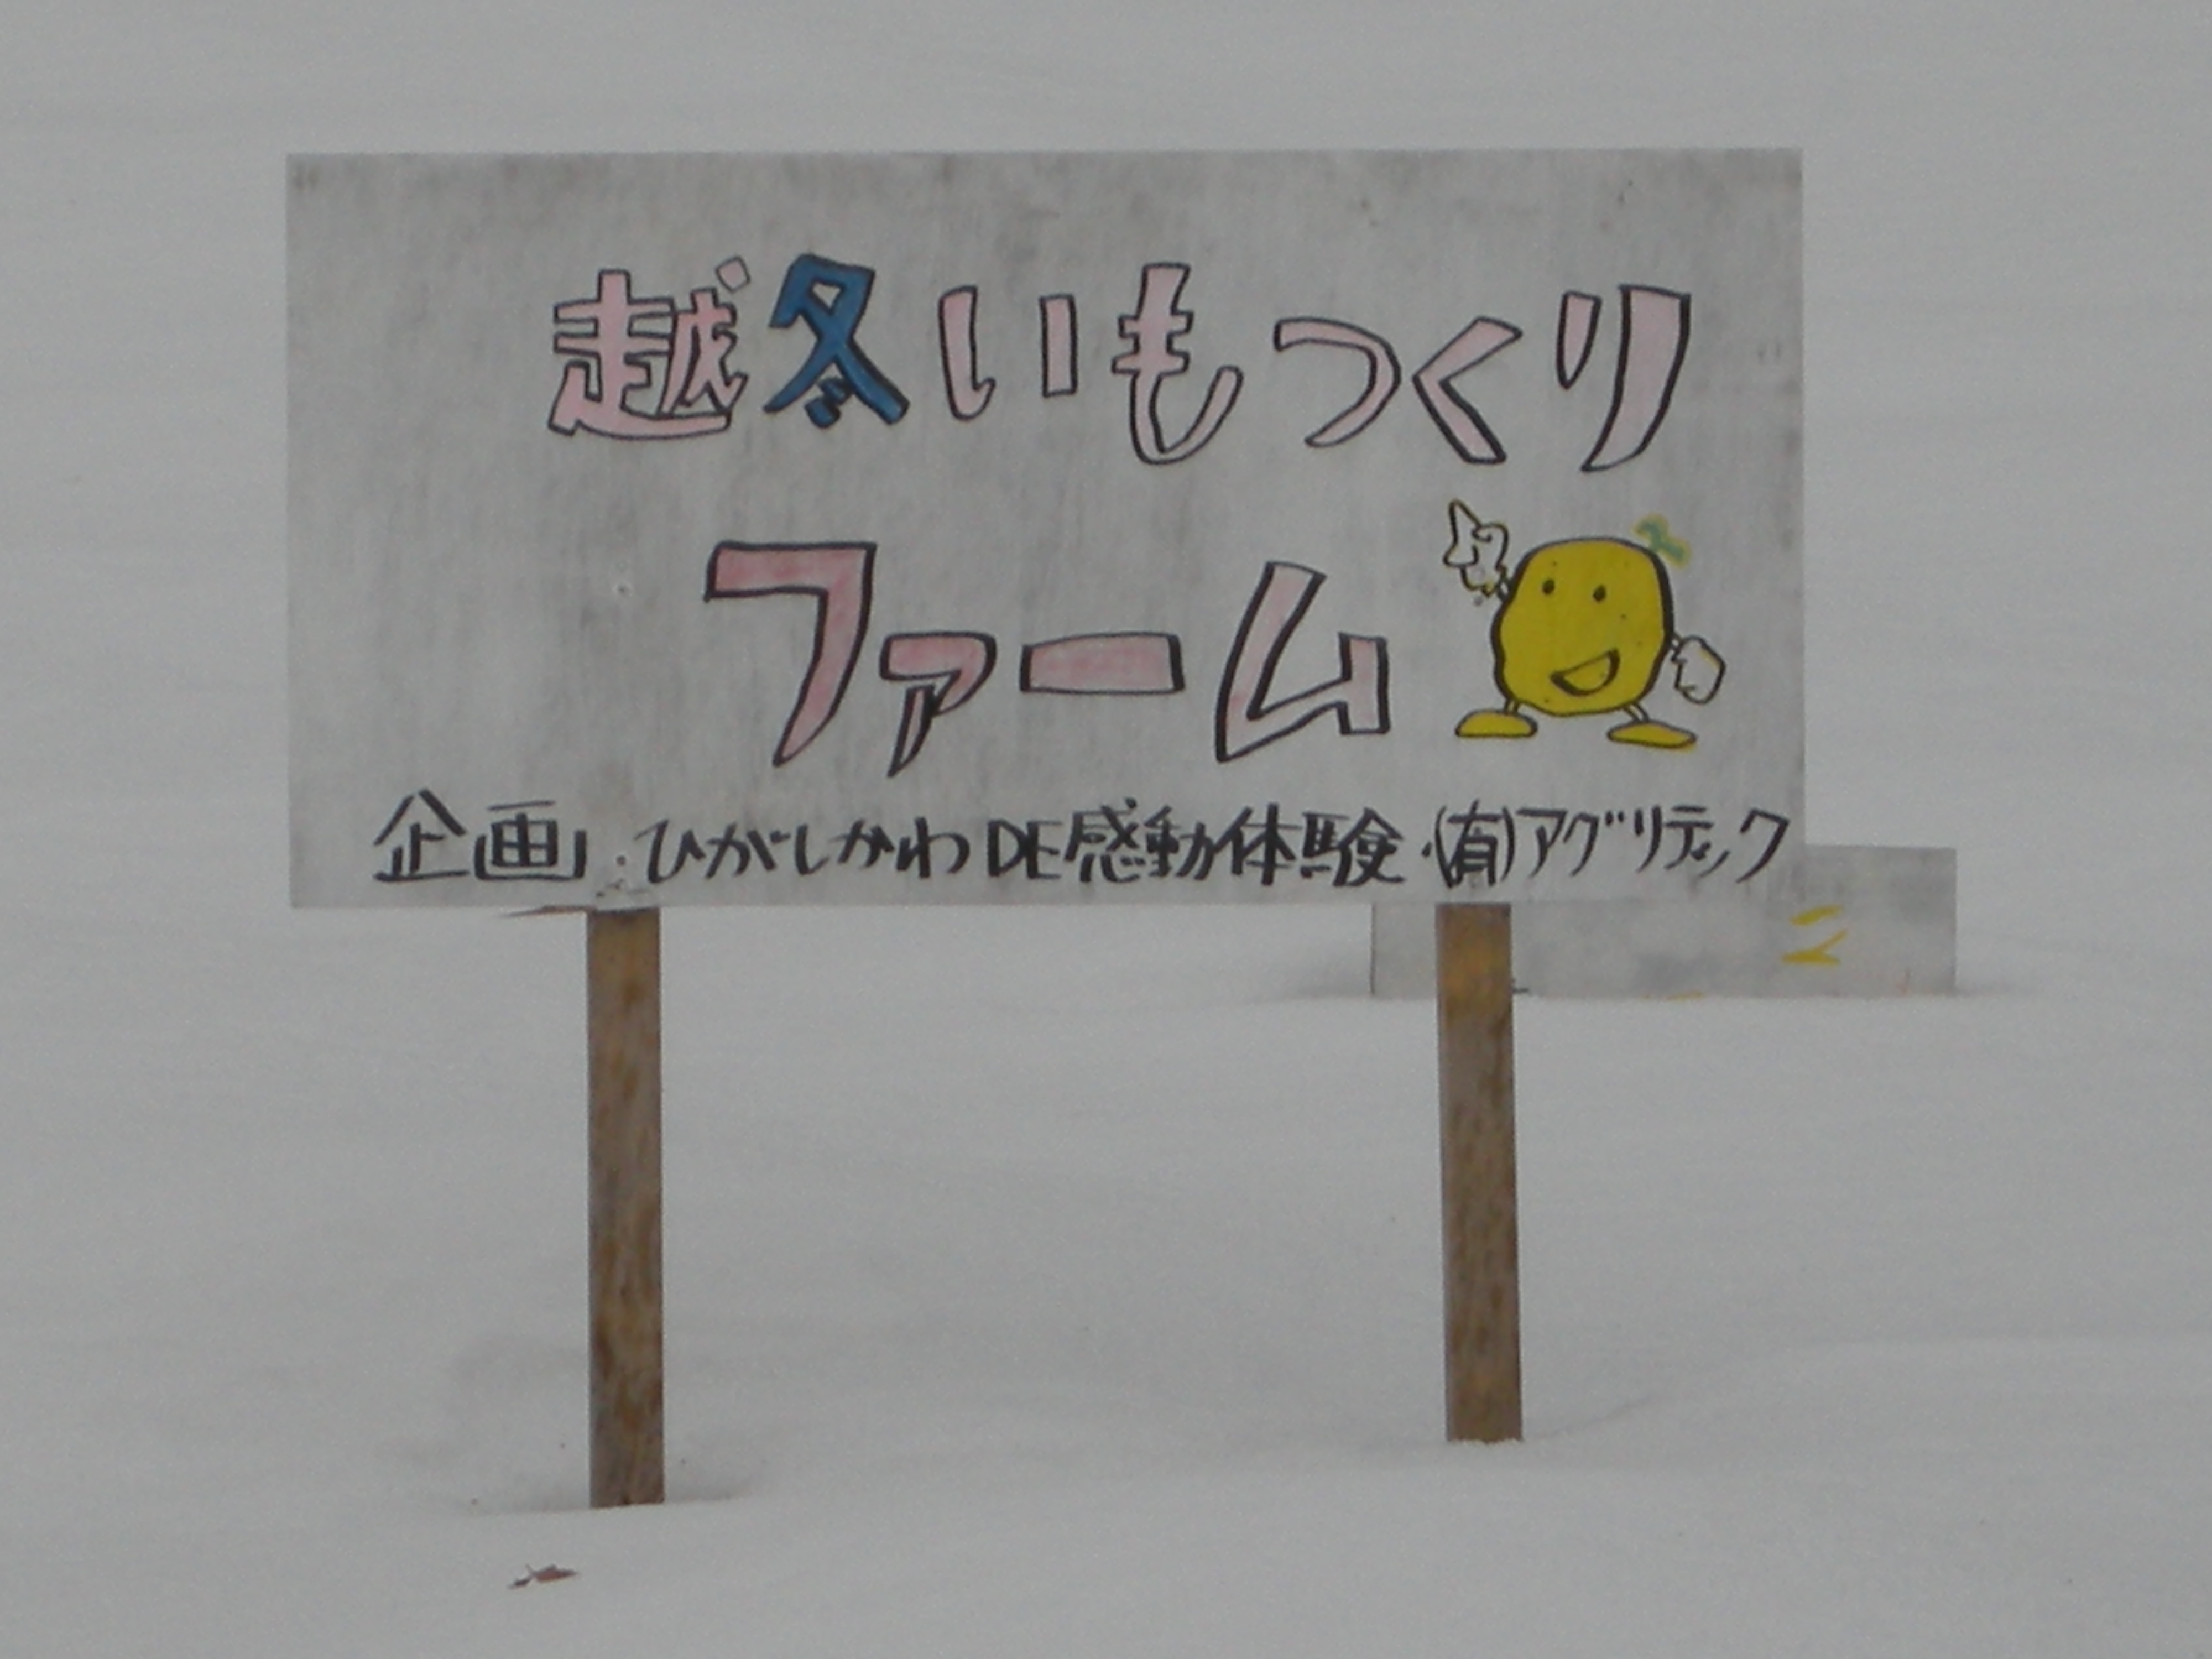 越冬いもつくり
ファーム
企画・ひがしかわDE感動体験・(有)アグリテック